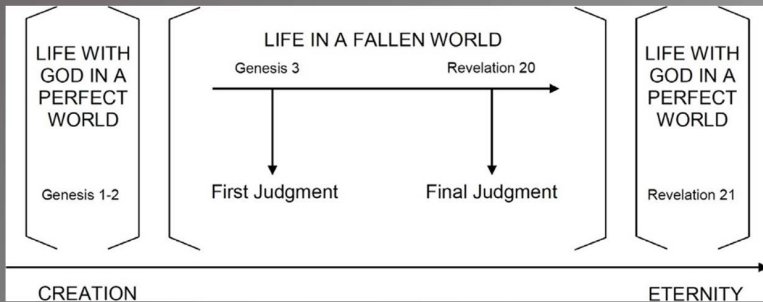 LIFE WITH
GOD IN A
PERFECT
WORLD
Genesis 1-2
LIFE IN A FALLEN WORLD
Genesis 3
Revelation 20
First Judgment
Final Judgment
LIFE WITH
GOD IN A
PERFECT
WORLD
Revelation 21
CREATION
ETERNITY